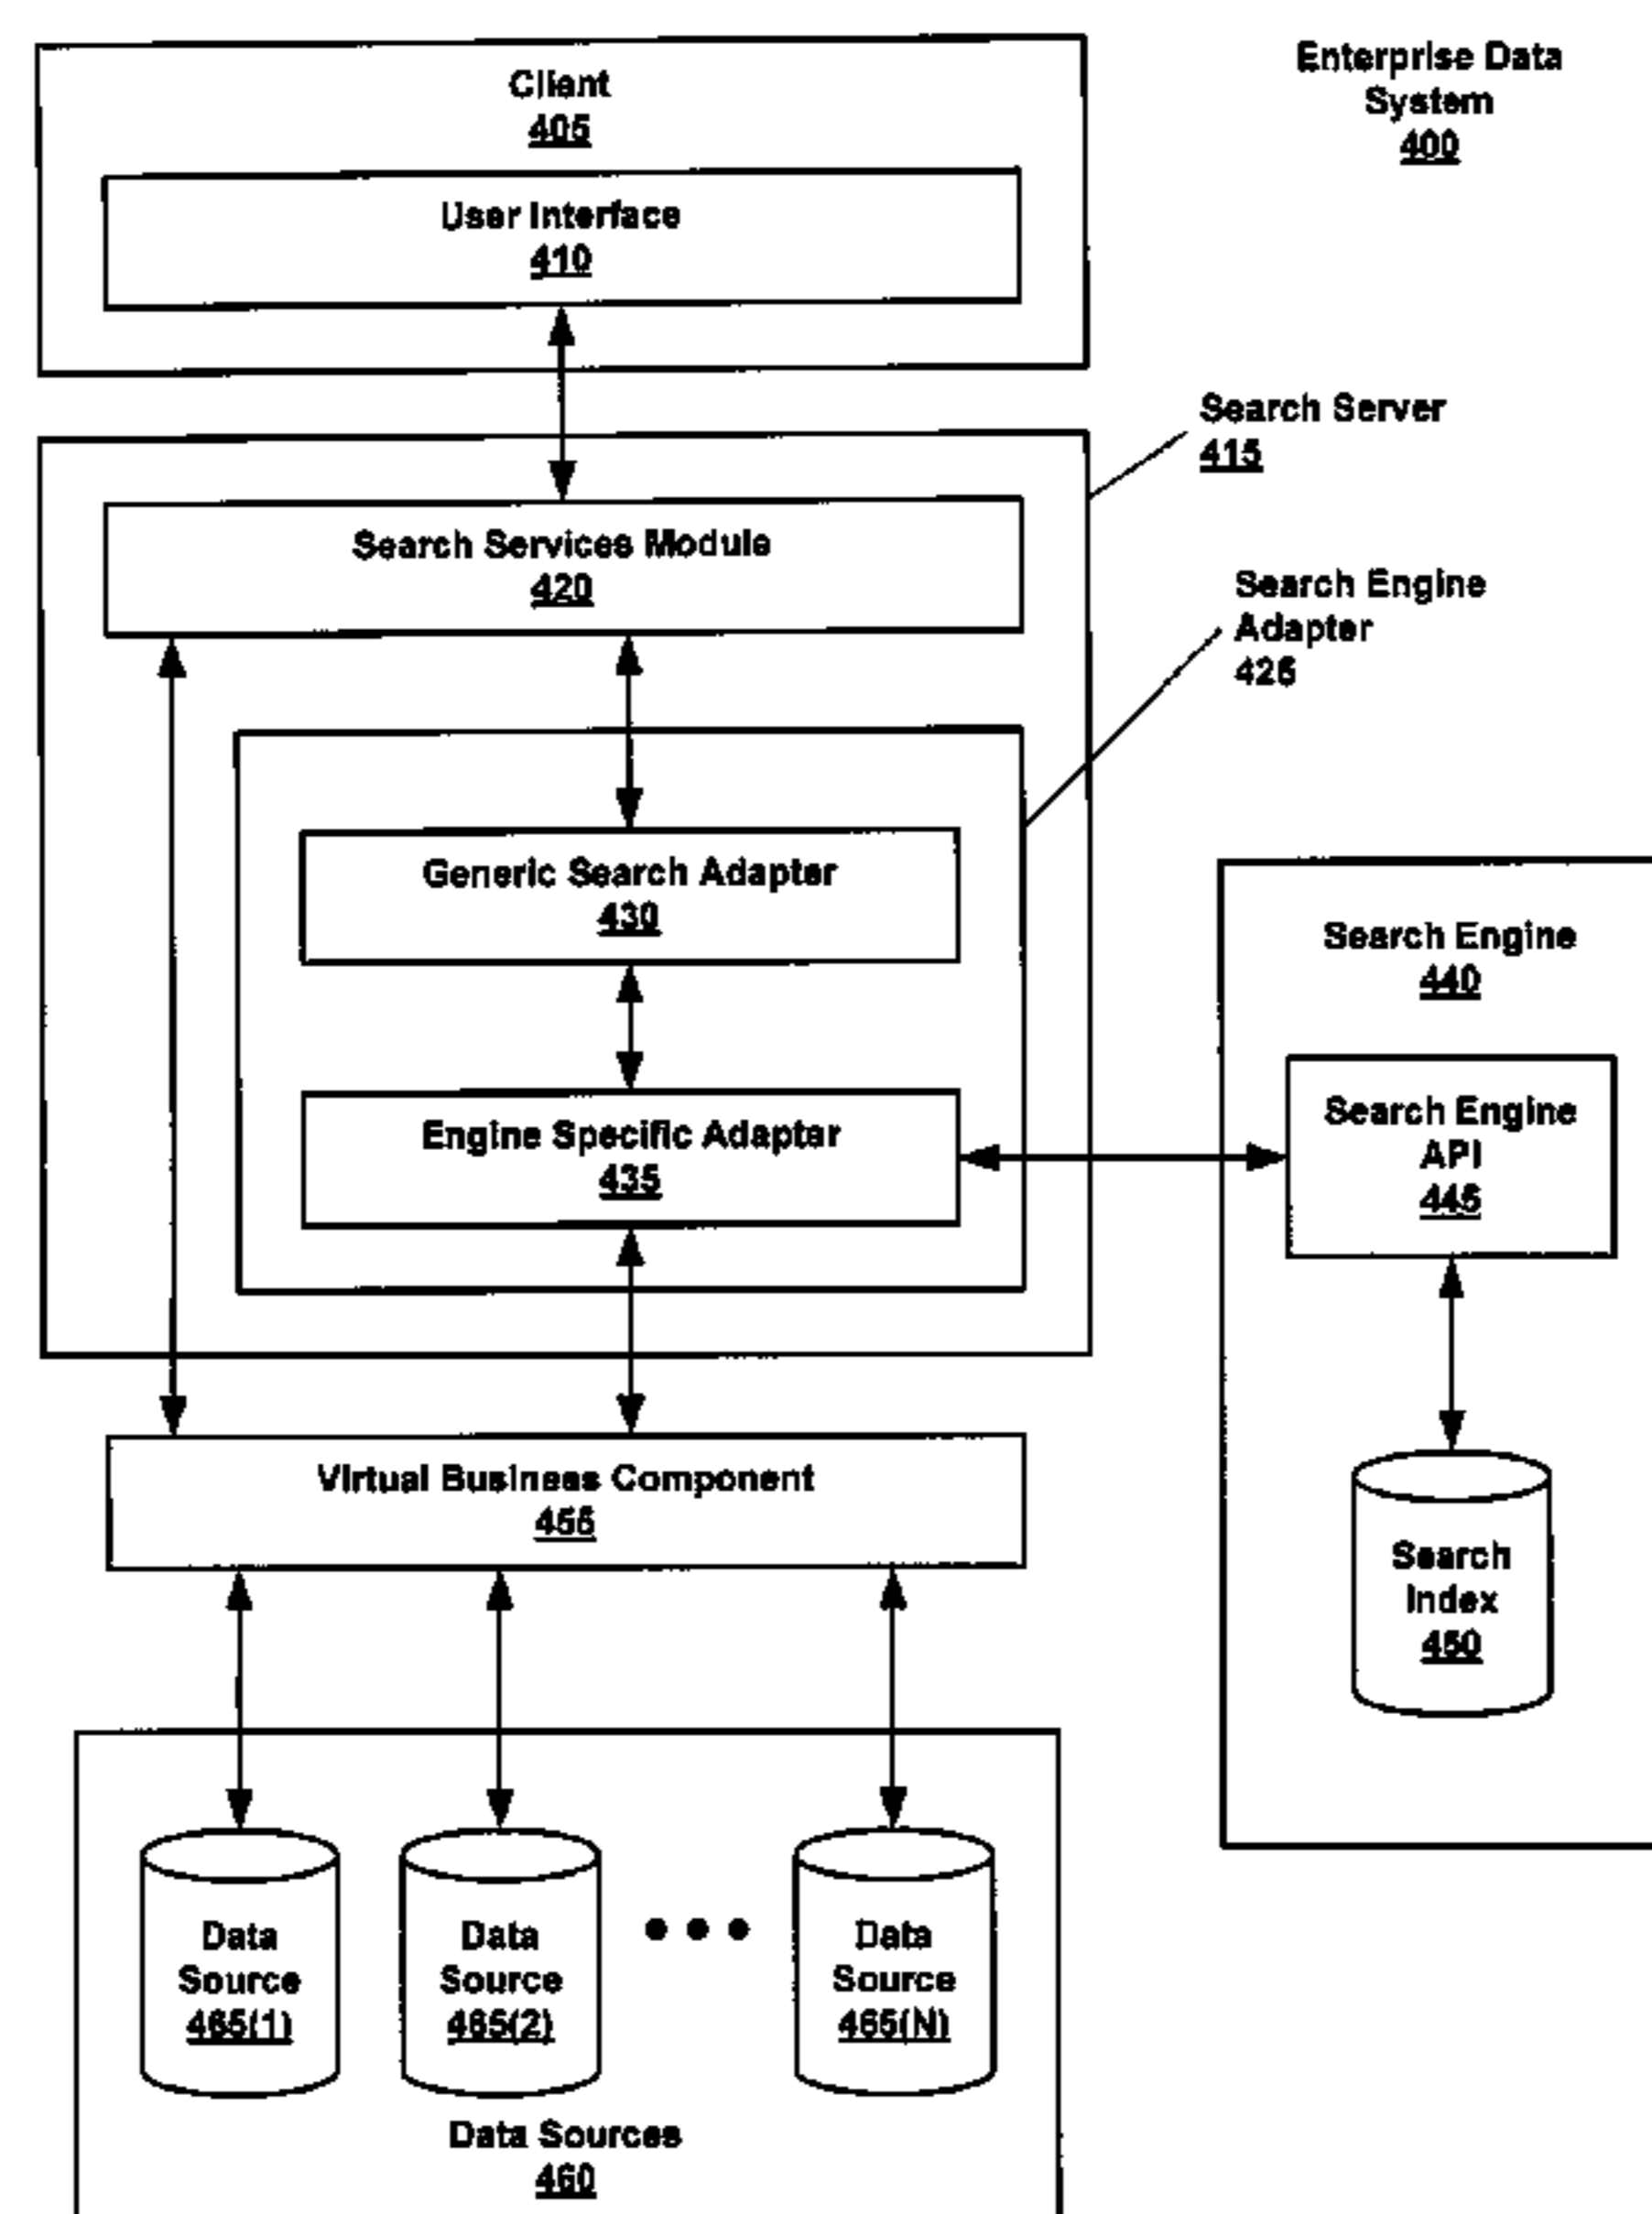 Client
405
User Interface
410
Enterprise Data
System
400
Search Server
415
Search Services Module
420
Search Engine
Adapter
425
Generic Search Adapter
430
Engine Specific Adapter
435
Search Engine
440
Search Engine
API
445
Search
Index
450
Virtual Business Component
455
Data
Source
465(1)
Data
Source
465(2)
Data
Source
465(N)
Data Sources
460